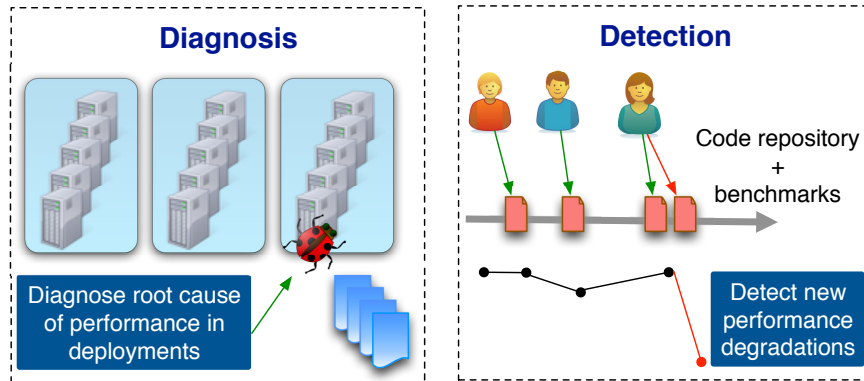 Diagnosis
Diagnose root cause
of performance in
deployments
Detection
Code repository
+
benchmarks
Detect new
performance
degradations